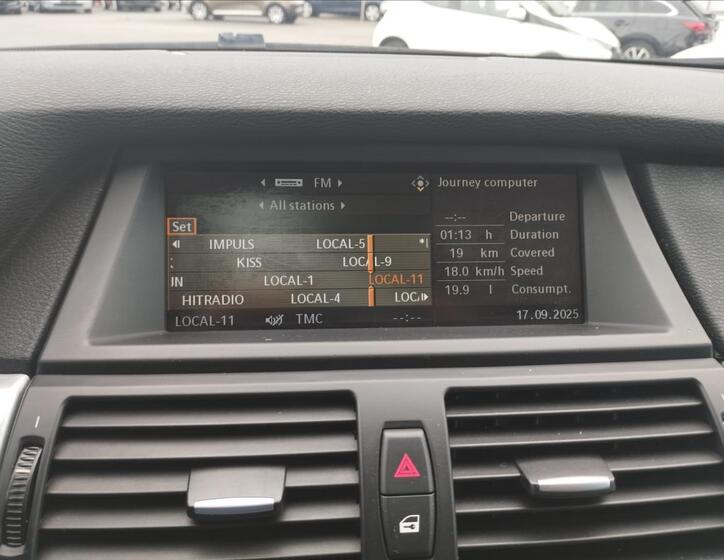 FM
Journey computer
All stations
Set
IMPULS LOCAL-5
KISS LOCAL-9
IN LOCAL-1 LOCAL-11
HITRADIO LOCAL-4 LOCA
LOCAL-11 TMC --:--
--:-- Departure
01:13 h Duration
19 km Covered
18.0 km/h Speed
19.9 l Consumpt.
17.09.2025